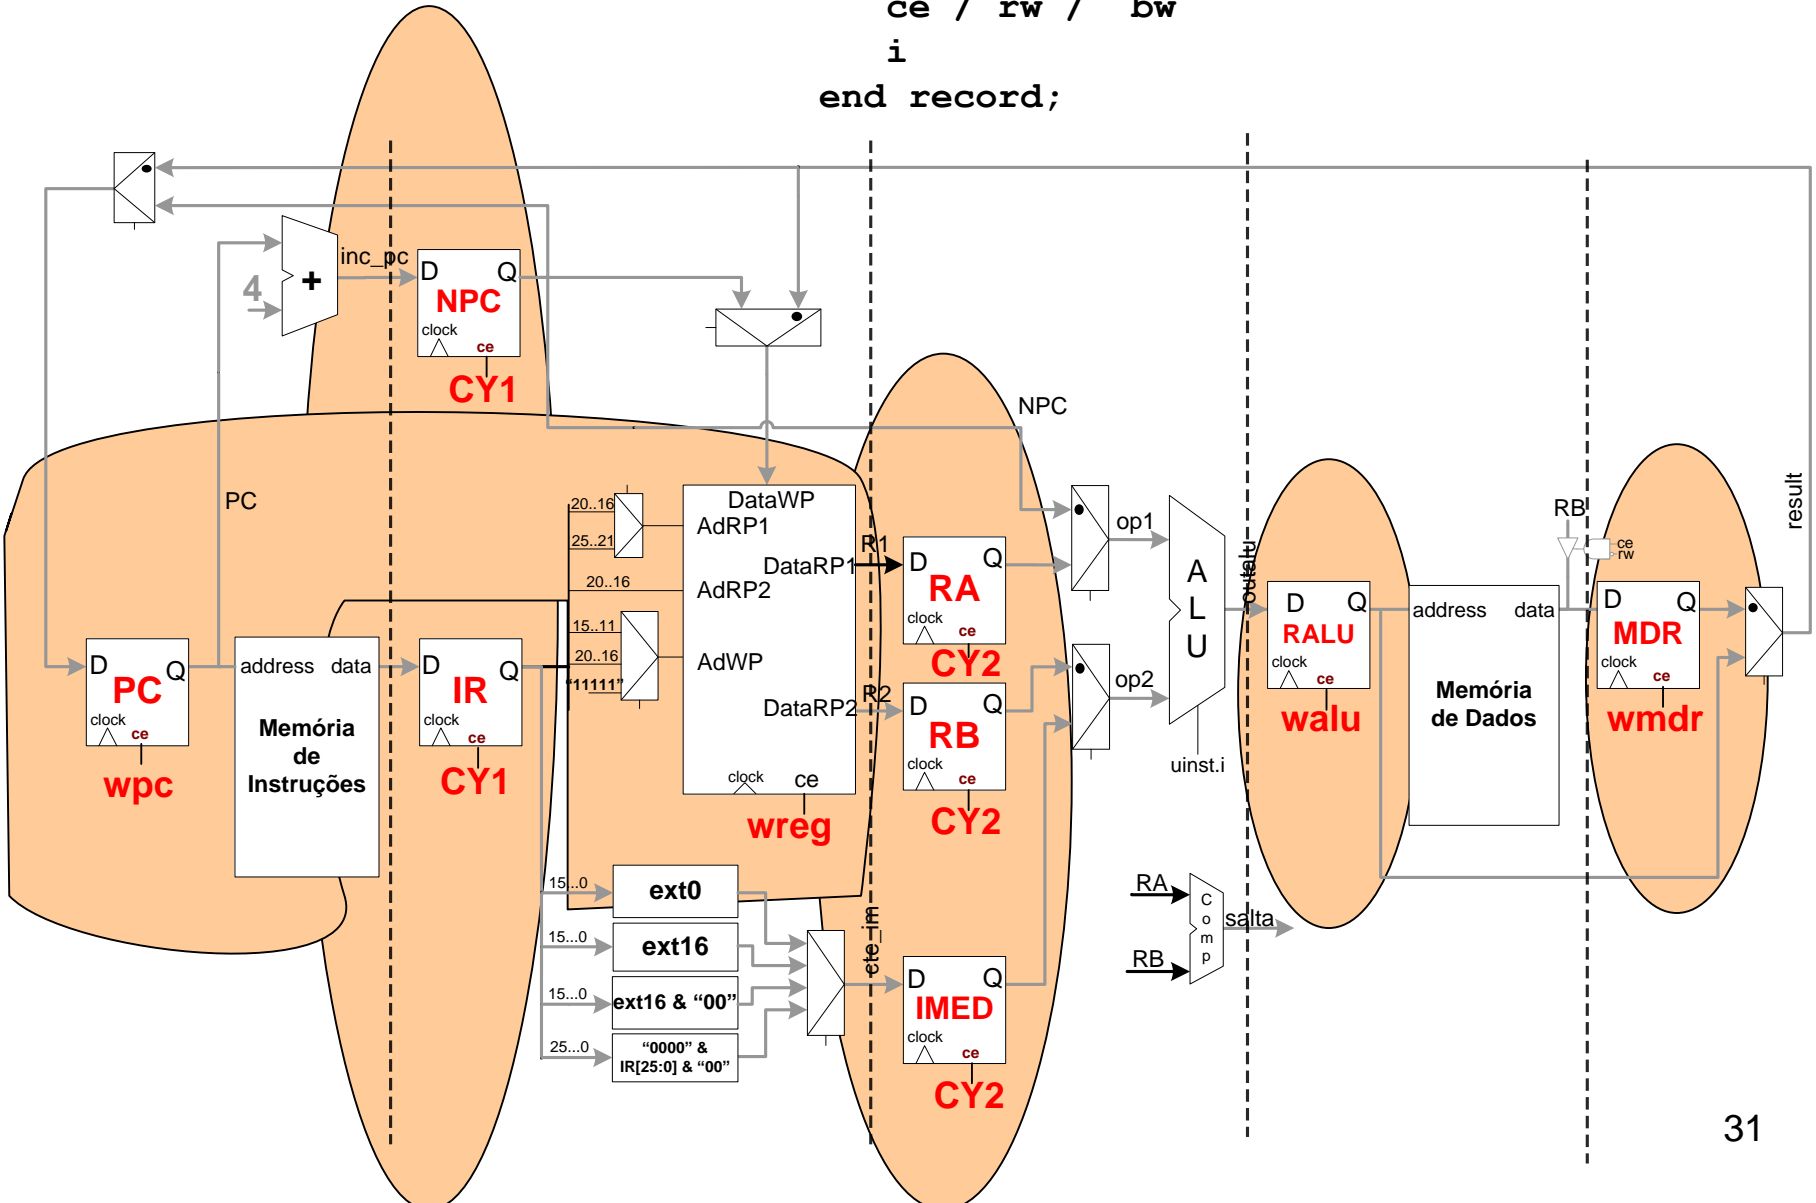 ce / rw / bw
i
end record;
inc_pc
4
+
D Q
NPC
clock
ce
CY1
NPC
PC
result
20..16
25..21
20..16
15..11
20..16
“11111”
DataWP
AdRP1
DataRP1
AdRP2
AdWP
DataRP2
clock ce
wreg
R1
R2
D Q
PC
clock
ce
wpc
address data
Memória
de
Instruções
D Q
IR
clock
ce
CY1
D Q
RA
clock
ce
CY2
D Q
RB
clock
ce
CY2
op1
op2
A
L
U
uinst.i
outalu
D Q
RALU
clock
ce
walu
address data
Memória
de Dados
RB
ce
rw
D Q
MDR
clock
ce
wmdr
15...0
ext0
15...0
ext16
15...0
ext16 & “00”
25...0
“0000” &
IR[25:0] & “00”
cte_im
D Q
IMED
clock
ce
CY2
RA
RB
C
o
m
p
salta
31